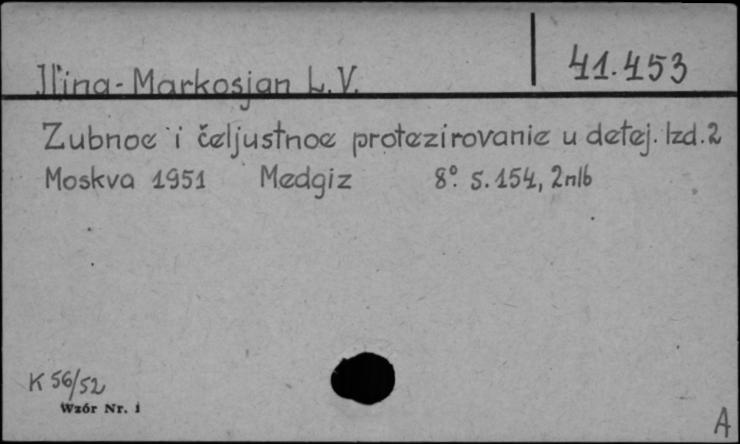 Il'ina-Markosjan L.V.
41.453
Zubnoe i čeljustnoe protezirovanie u detej. Izd.2
Moskva 1951 Medgiz 8° s.154, 2nlb
K 56/52
Wzór Nr. 1
A